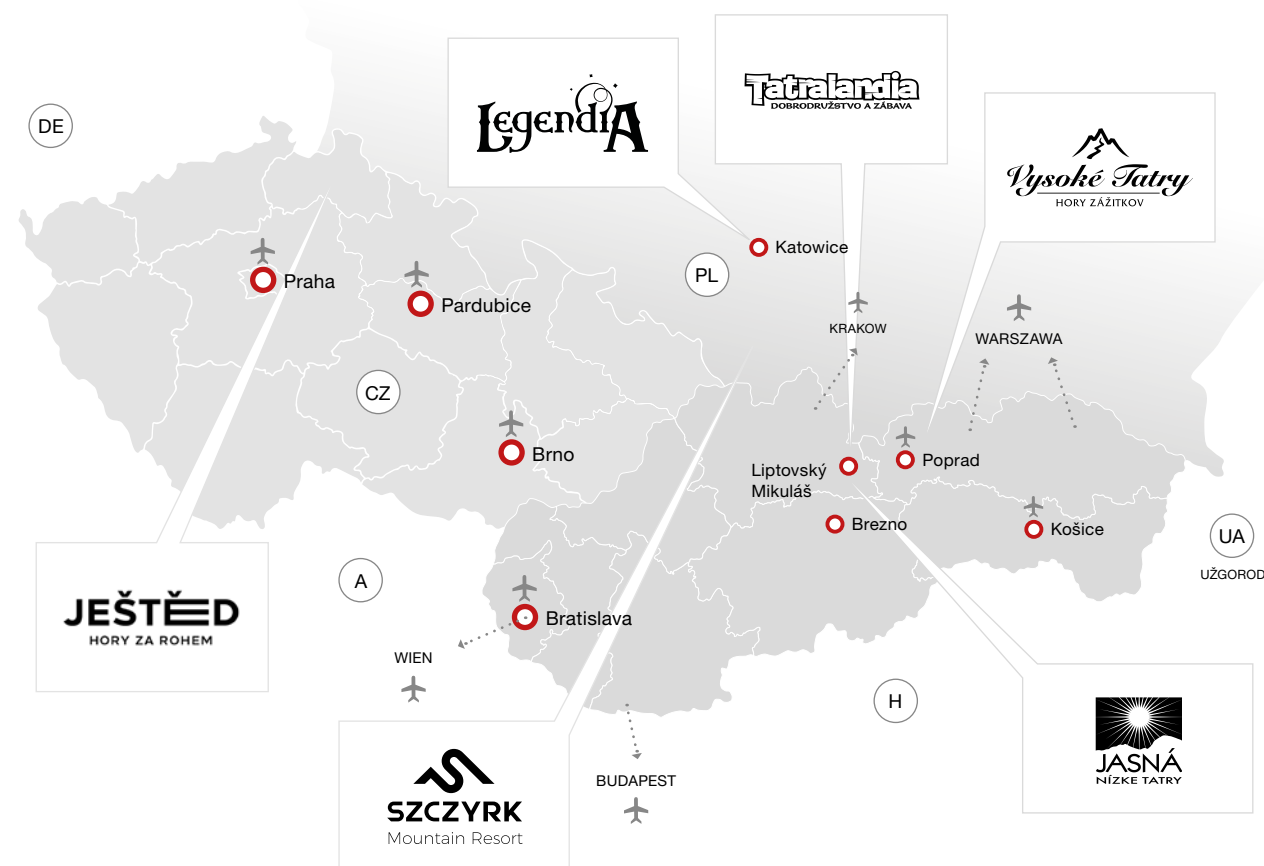 Tatralandia
DOBRODRUŽSTVO A ZÁBAVA
LegendiA
DE
Vysoké Tatry
HORY ZÁŽITKOV
Katowice
PL
Praha
Pardubice
KRAKOW
WARSZAWA
CZ
Brno
Poprad
Liptovský
Mikuláš
Brezno
Košice
UA
UŽGOROD
A
JEŠTĚD
HORY ZA ROHEM
Bratislava
WIEN
H
BUDAPEST
JASNÁ
NÍZKE TATRY
SZCZYRK
Mountain Resort